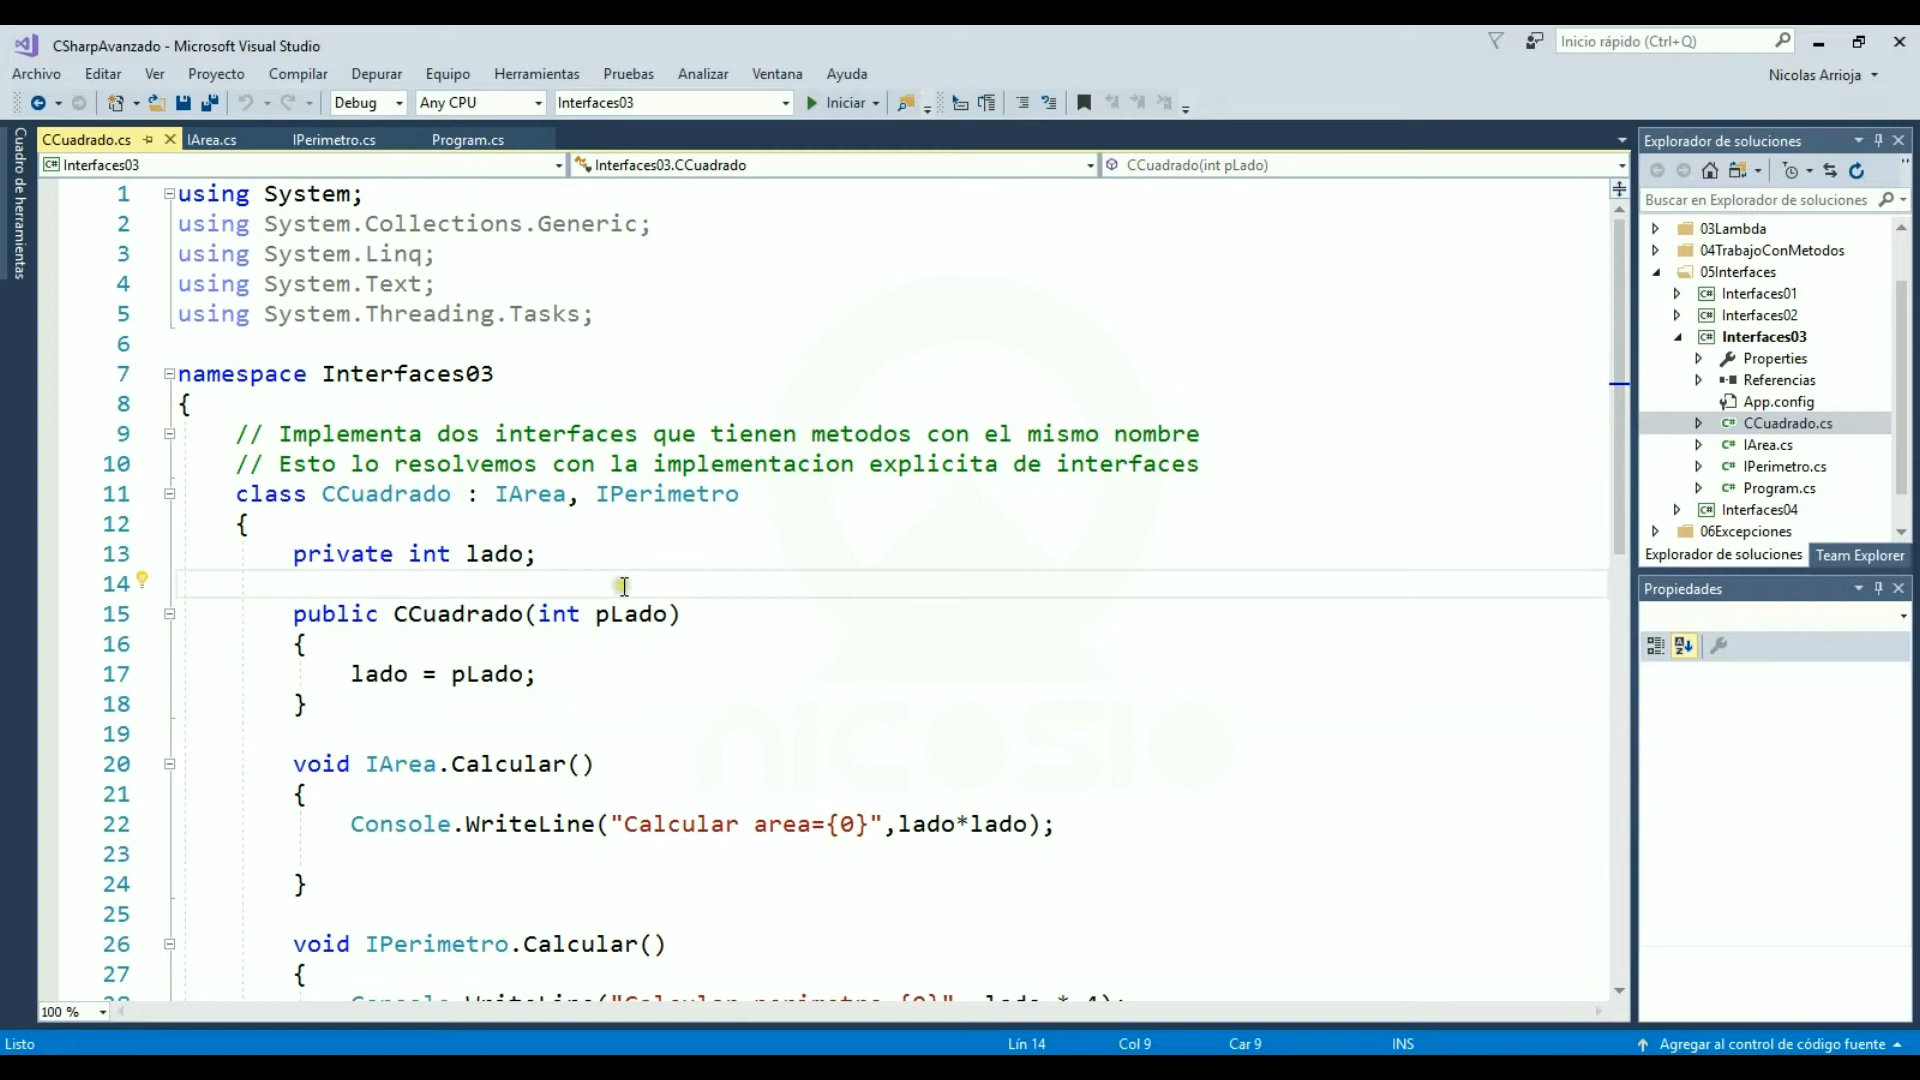 CSharpAvanzado - Microsoft Visual Studio
Inicio rápido (Ctrl+Q)
Archivo Editar Ver Proyecto Compilar Depurar Equipo Herramientas Pruebas Analizar Ventana Ayuda
Nicolas Arrioja
Debug Any CPU Interfaces03 Iniciar
Cuadro de herramientas
CCuadrado.cs IArea.cs IPerimetro.cs Program.cs
Interfaces03 Interfaces03.CCuadrado CCuadrado(int pLado)
1 using System;
2 using System.Collections.Generic;
3 using System.Linq;
4 using System.Text;
5 using System.Threading.Tasks;
6
7 namespace Interfaces03
8 {
9 // Implementa dos interfaces que tienen metodos con el mismo nombre
10 // Esto lo resolvemos con la implementacion explicita de interfaces
11 class CCuadrado : IArea, IPerimetro
12 {
13 private int lado;
14
15 public CCuadrado(int pLado)
16 {
17 lado = pLado;
18 }
19
20 void IArea.Calcular()
21 {
22 Console.WriteLine("Calcular area={0}",lado*lado);
23
24 }
25
26 void IPerimetro.Calcular()
27 {
nicosio
100 %
Explorador de soluciones
Buscar en Explorador de soluciones
03Lambda
04TrabajoConMetodos
05Interfaces
C# Interfaces01
C# Interfaces02
C# Interfaces03
Properties
Referencias
App.config
C# CCuadrado.cs
C# IArea.cs
C# IPerimetro.cs
C# Program.cs
C# Interfaces04
06Excepciones
Explorador de soluciones Team Explorer
Propiedades
Listo Lín 14 Col 9 Car 9 INS Agregar al control de código fuente